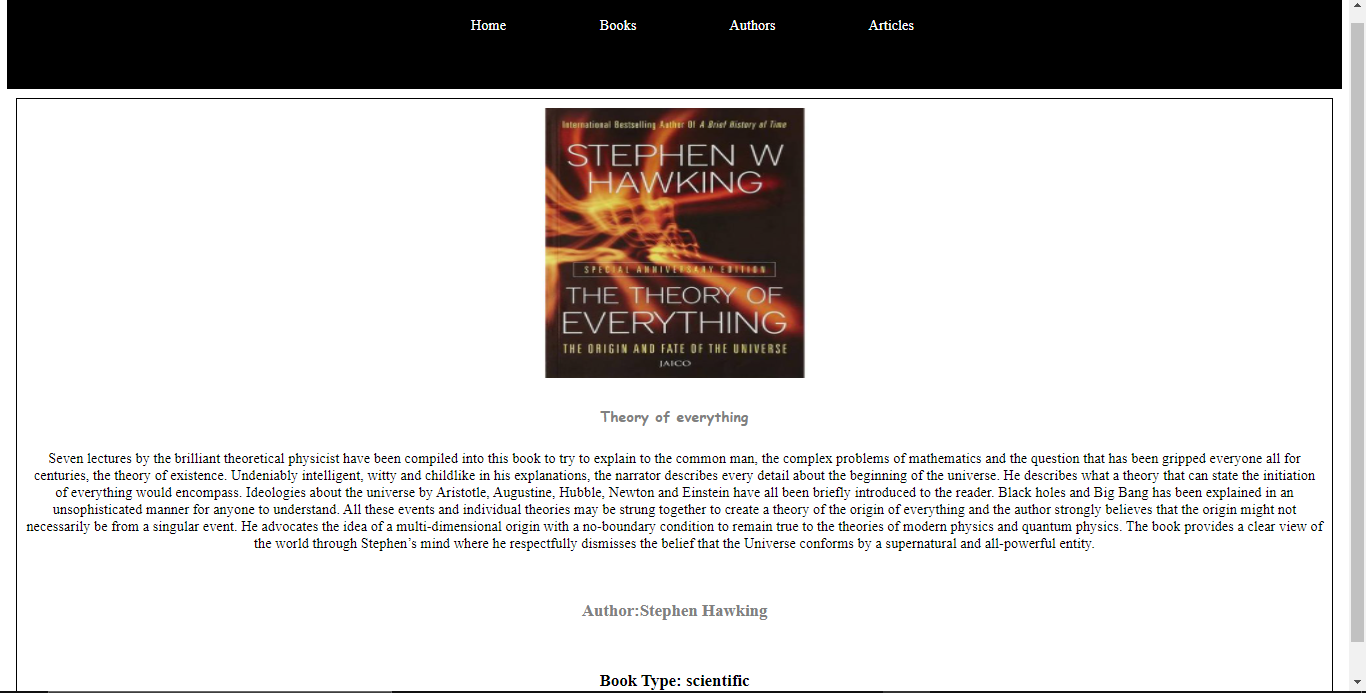 Home Books Authors Articles
International Bestselling Author Of A Brief History of Time
STEPHEN W
HAWKING
SPECIAL ANNIVERSARY EDITION
THE THEORY OF
EVERYTHING
THE ORIGIN AND FATE OF THE UNIVERSE
JAICO
Theory of everything
Seven lectures by the brilliant theoretical physicist have been compiled into this book to try to explain to the common man, the complex problems of mathematics and the question that has been gripped everyone all for
centuries, the theory of existence. Undeniably intelligent, witty and childlike in his explanations, the narrator describes every detail about the beginning of the universe. He describes what a theory that can state the initiation
of everything would encompass. Ideologies about the universe by Aristotle, Augustine, Hubble, Newton and Einstein have all been briefly introduced to the reader. Black holes and Big Bang has been explained in an
unsophisticated manner for anyone to understand. All these events and individual theories may be strung together to create a theory of the origin of everything and the author strongly believes that the origin might not
necessarily be from a singular event. He advocates the idea of a multi-dimensional origin with a no-boundary condition to remain true to the theories of modern physics and quantum physics. The book provides a clear view of
the world through Stephen’s mind where he respectfully dismisses the belief that the Universe conforms by a supernatural and all-powerful entity.
Author:Stephen Hawking
Book Type: scientific